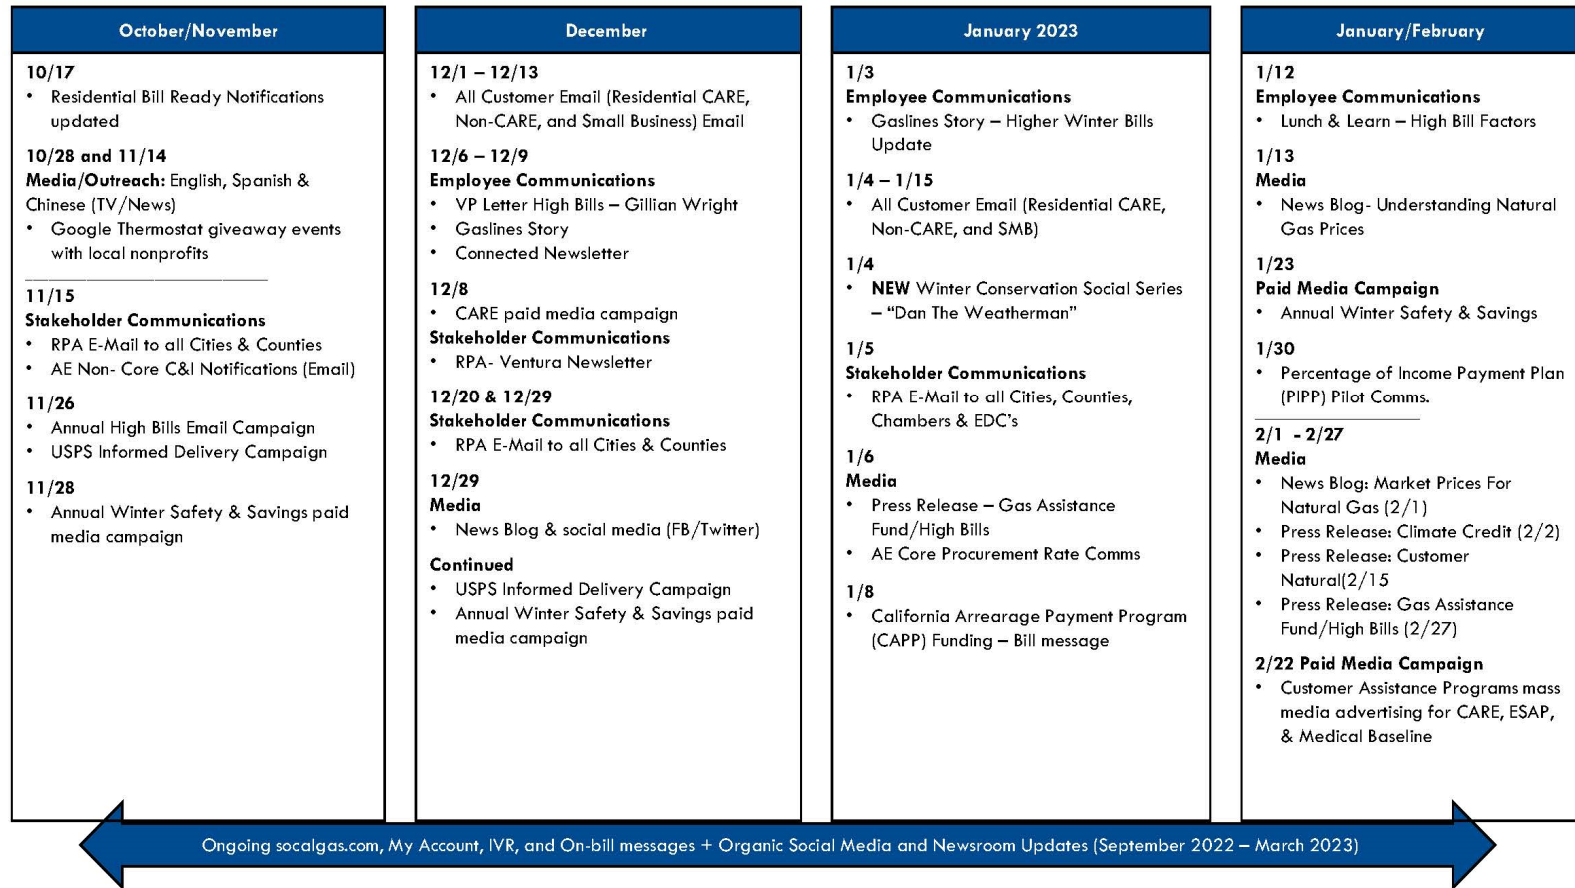 October/November
10/17
• Residential Bill Ready Notifications
updated
10/28 and 11/14
Media/Outreach: English, Spanish &
Chinese (TV/News)
• Google Thermostat giveaway events
with local nonprofits
11/15
Stakeholder Communications
• RPA E-Mail to all Cities & Counties
• AE Non- Core C&I Notifications (Email)
11/26
• Annual High Bills Email Campaign
• USPS Informed Delivery Campaign
11/28
• Annual Winter Safety & Savings paid
media campaign
December
12/1 – 12/13
• All Customer Email (Residential CARE,
Non-CARE, and Small Business) Email
12/6 – 12/9
Employee Communications
• VP Letter High Bills – Gillian Wright
• Gaslines Story
• Connected Newsletter
12/8
• CARE paid media campaign
Stakeholder Communications
• RPA- Ventura Newsletter
12/20 & 12/29
Stakeholder Communications
• RPA E-Mail to all Cities & Counties
12/29
Media
• News Blog & social media (FB/Twitter)
Continued
• USPS Informed Delivery Campaign
• Annual Winter Safety & Savings paid
media campaign
January 2023
1/3
Employee Communications
• Gaslines Story – Higher Winter Bills
Update
1/4 – 1/15
• All Customer Email (Residential CARE,
Non-CARE, and SMB)
1/4
• NEW Winter Conservation Social Series
– “Dan The Weatherman”
1/5
Stakeholder Communications
• RPA E-Mail to all Cities, Counties,
Chambers & EDC’s
1/6
Media
• Press Release – Gas Assistance
Fund/High Bills
• AE Core Procurement Rate Comms
1/8
• California Arrearage Payment Program
(CAPP) Funding – Bill message
January/February
1/12
Employee Communications
• Lunch & Learn – High Bill Factors
1/13
Media
• News Blog- Understanding Natural
Gas Prices
1/23
Paid Media Campaign
• Annual Winter Safety & Savings
1/30
• Percentage of Income Payment Plan
(PIPP) Pilot Comms.
2/1 - 2/27
Media
• News Blog: Market Prices For
Natural Gas (2/1)
• Press Release: Climate Credit (2/2)
• Press Release: Customer
Natural(2/15
• Press Release: Gas Assistance
Fund/High Bills (2/27)
2/22 Paid Media Campaign
• Customer Assistance Programs mass
media advertising for CARE, ESAP,
& Medical Baseline
Ongoing socalgas.com, My Account, IVR, and On-bill messages + Organic Social Media and Newsroom Updates (September 2022 – March 2023)